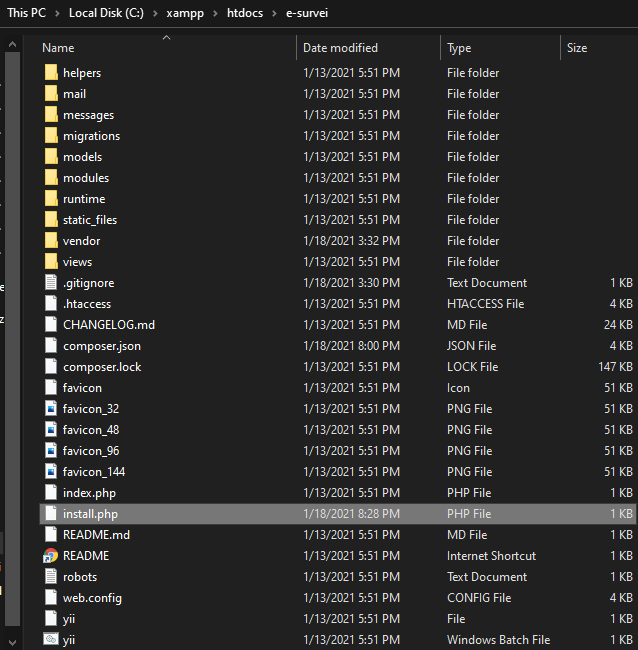 This PC > Local Disk (C:) > xampp > htdocs > e-survei
Name Date modified Type Size
helpers 1/13/2021 5:51 PM File folder
mail 1/13/2021 5:51 PM File folder
messages 1/13/2021 5:51 PM File folder
migrations 1/13/2021 5:51 PM File folder
models 1/13/2021 5:51 PM File folder
modules 1/13/2021 5:51 PM File folder
runtime 1/13/2021 5:51 PM File folder
static_files 1/13/2021 5:51 PM File folder
vendor 1/18/2021 3:32 PM File folder
views 1/13/2021 5:51 PM File folder
.gitignore 1/18/2021 3:30 PM Text Document 1 KB
.htaccess 1/13/2021 5:51 PM HTACCESS File 4 KB
CHANGELOG.md 1/13/2021 5:51 PM MD File 24 KB
composer.json 1/18/2021 8:00 PM JSON File 4 KB
composer.lock 1/13/2021 5:51 PM LOCK File 147 KB
favicon 1/13/2021 5:51 PM Icon 51 KB
favicon_32 1/13/2021 5:51 PM PNG File 51 KB
favicon_48 1/13/2021 5:51 PM PNG File 51 KB
favicon_96 1/13/2021 5:51 PM PNG File 51 KB
favicon_144 1/13/2021 5:51 PM PNG File 51 KB
index.php 1/13/2021 5:51 PM PHP File 1 KB
install.php 1/18/2021 8:28 PM PHP File 1 KB
README.md 1/13/2021 5:51 PM MD File 1 KB
README 1/13/2021 5:51 PM Internet Shortcut 1 KB
robots 1/13/2021 5:51 PM Text Document 1 KB
web.config 1/13/2021 5:51 PM CONFIG File 4 KB
yii 1/13/2021 5:51 PM File 1 KB
yii 1/13/2021 5:51 PM Windows Batch File 1 KB